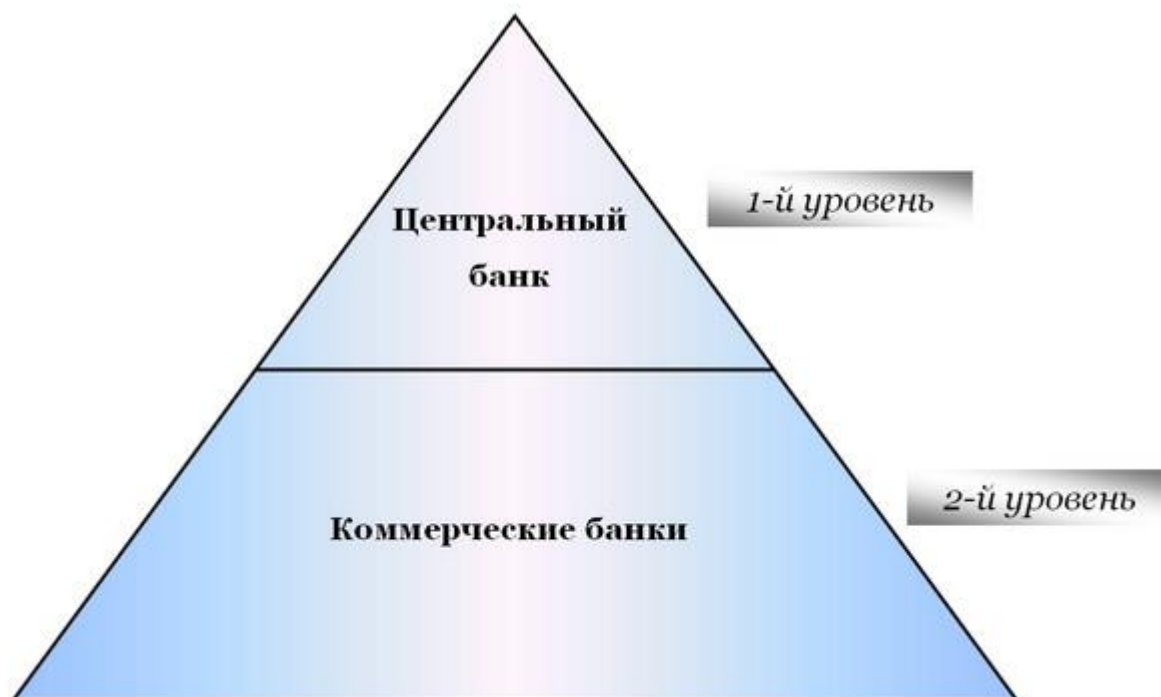 1-й уровень
Центральный
банк
2-й уровень
Коммерческие банки